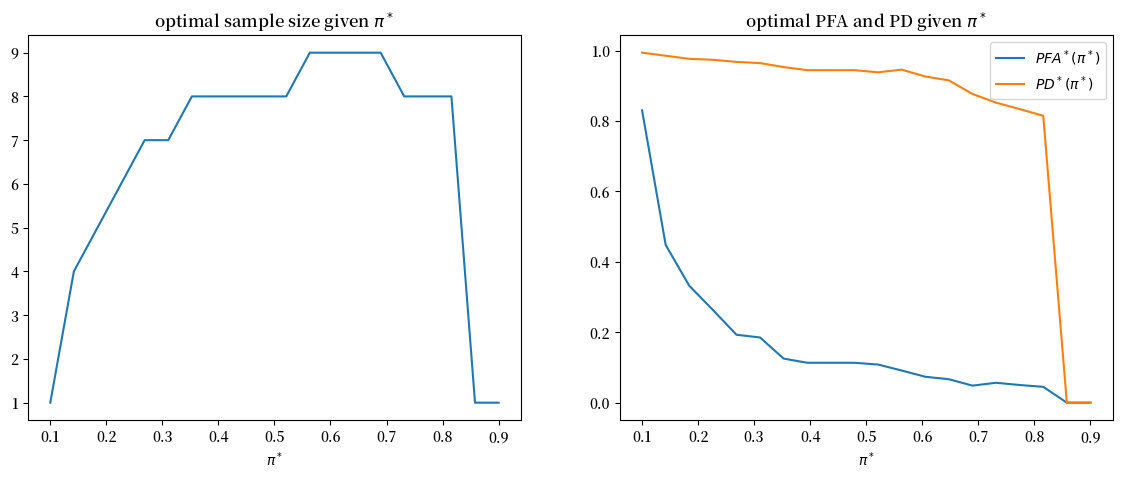 optimal sample size given π*
9
8
7
6
5
4
3
2
1
0.1 0.2 0.3 0.4 0.5 0.6 0.7 0.8 0.9
π*
optimal PFA and PD given π*
PFA*(π*)
PD*(π*)
1.0
0.8
0.6
0.4
0.2
0.0
0.1 0.2 0.3 0.4 0.5 0.6 0.7 0.8 0.9
π*